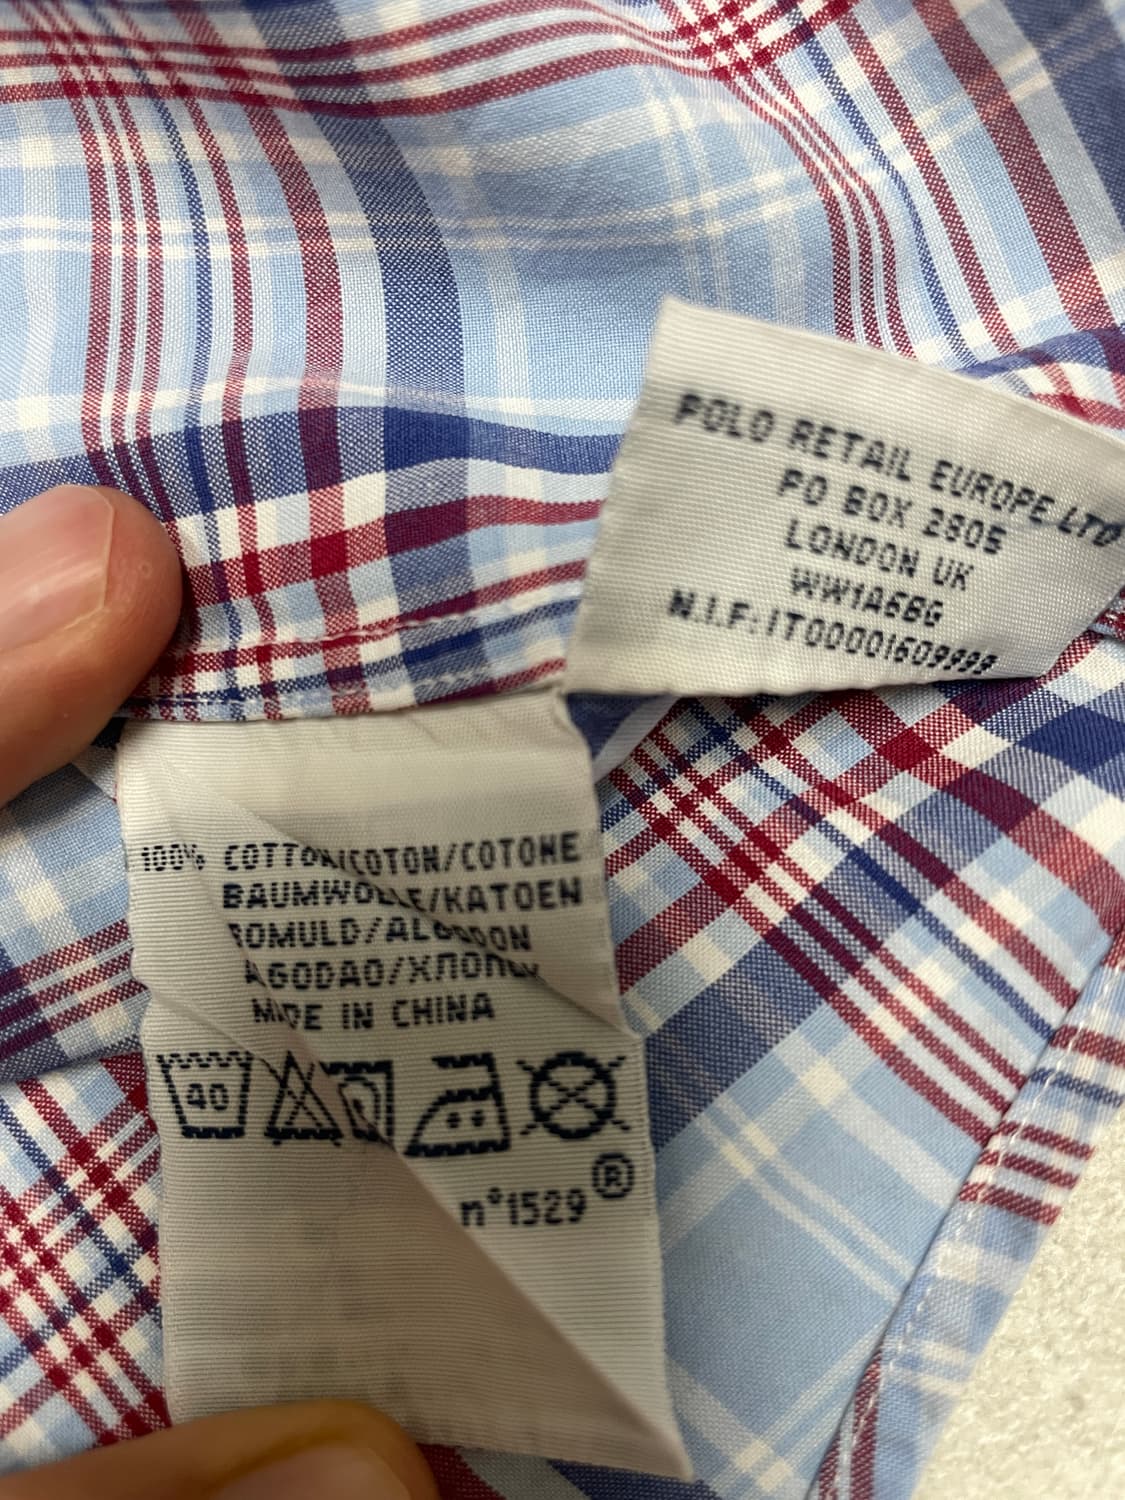 POLO RETAIL EUROPE LTD
PO BOX 2805
LONDON UK
WW1A6BG
N.I.F: IT00001609999
100% COTTON/COTON/COTONE
BAUMWOLLE/KATOEN
BOMULD/ALGODON
AGODAO/ХЛОПОК
MADE IN CHINA
40
n°1529 ®